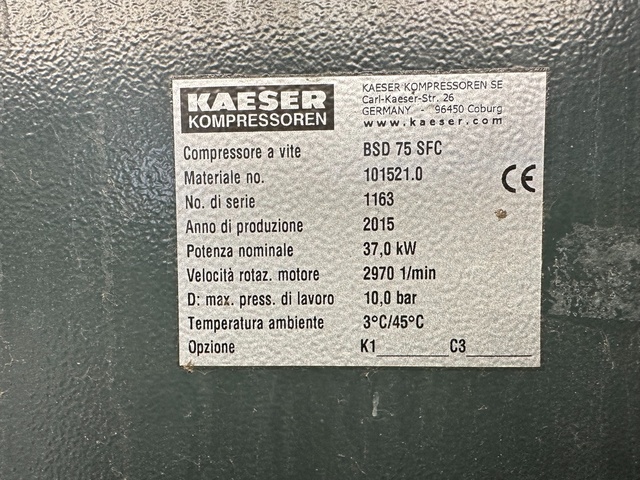 KAESER
KOMPRESSOREN
KAESER KOMPRESSOREN SE
Carl-Kaeser-Str. 26
GERMANY - 96450 Coburg
www.kaeser.com
Compressore a vite BSD 75 SFC
Materiale no. 101521.0
CE
No. di serie 1163
Anno di produzione 2015
Potenza nominale 37,0 kW
Velocità rotaz. motore 2970 1/min
D: max. press. di lavoro 10,0 bar
Temperatura ambiente 3°C/45°C
Opzione K1______ C3______